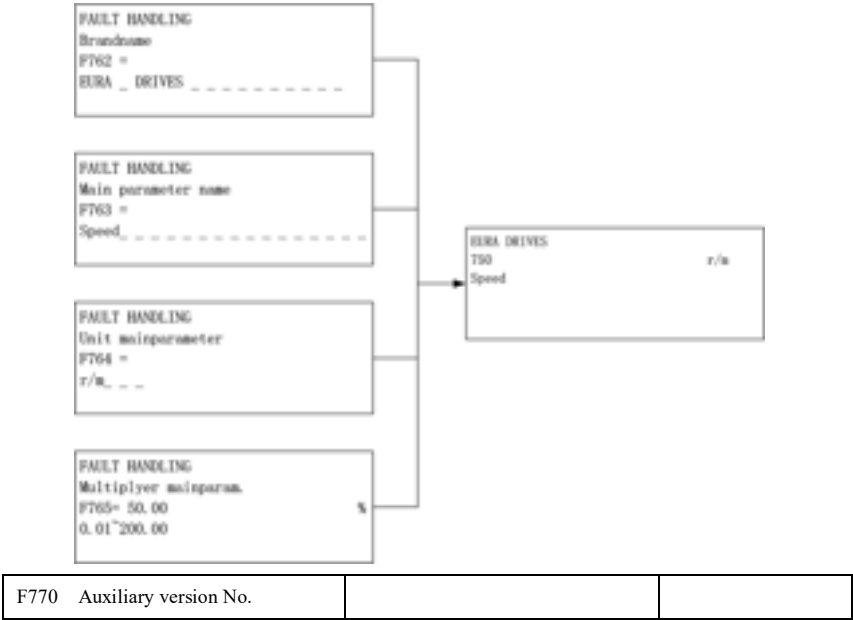 FAULT HANDLING
Brandname
F762 =
EURA _ DRIVES _ _ _ _ _ _ _ _ _ _
FAULT HANDLING
Main parameter name
F763 =
Speed_ _ _ _ _ _ _ _ _ _ _ _ _ _ _ _
FAULT HANDLING
Unit mainparameter
F764 =
r/m_ _ _
FAULT HANDLING
Multiplyer mainparam.
F765= 50.00 %
0.01~200.00
EURA DRIVES
750 r/m
Speed
F770 Auxiliary version No.